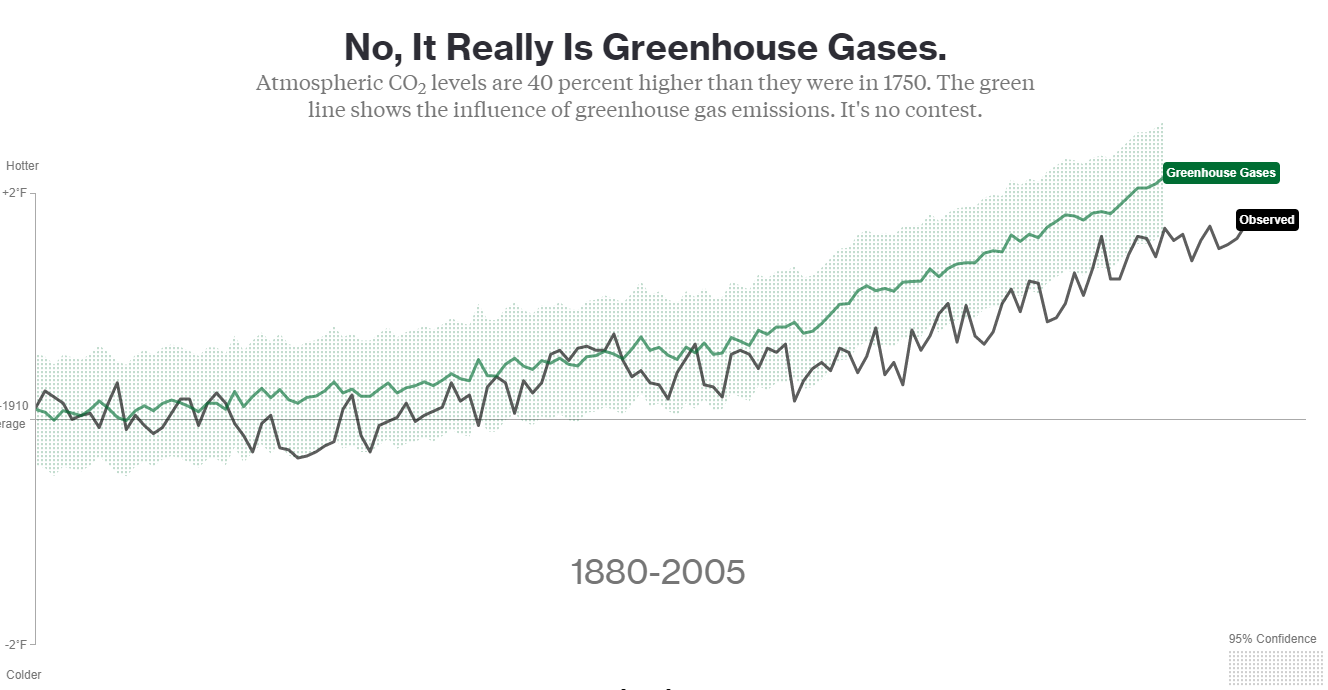 No, It Really Is Greenhouse Gases.
Atmospheric CO₂ levels are 40 percent higher than they were in 1750. The green
line shows the influence of greenhouse gas emissions. It's no contest.
Hotter
+2°F
Greenhouse Gases
Observed
-1910
erage
1880-2005
-2°F
95% Confidence
Colder